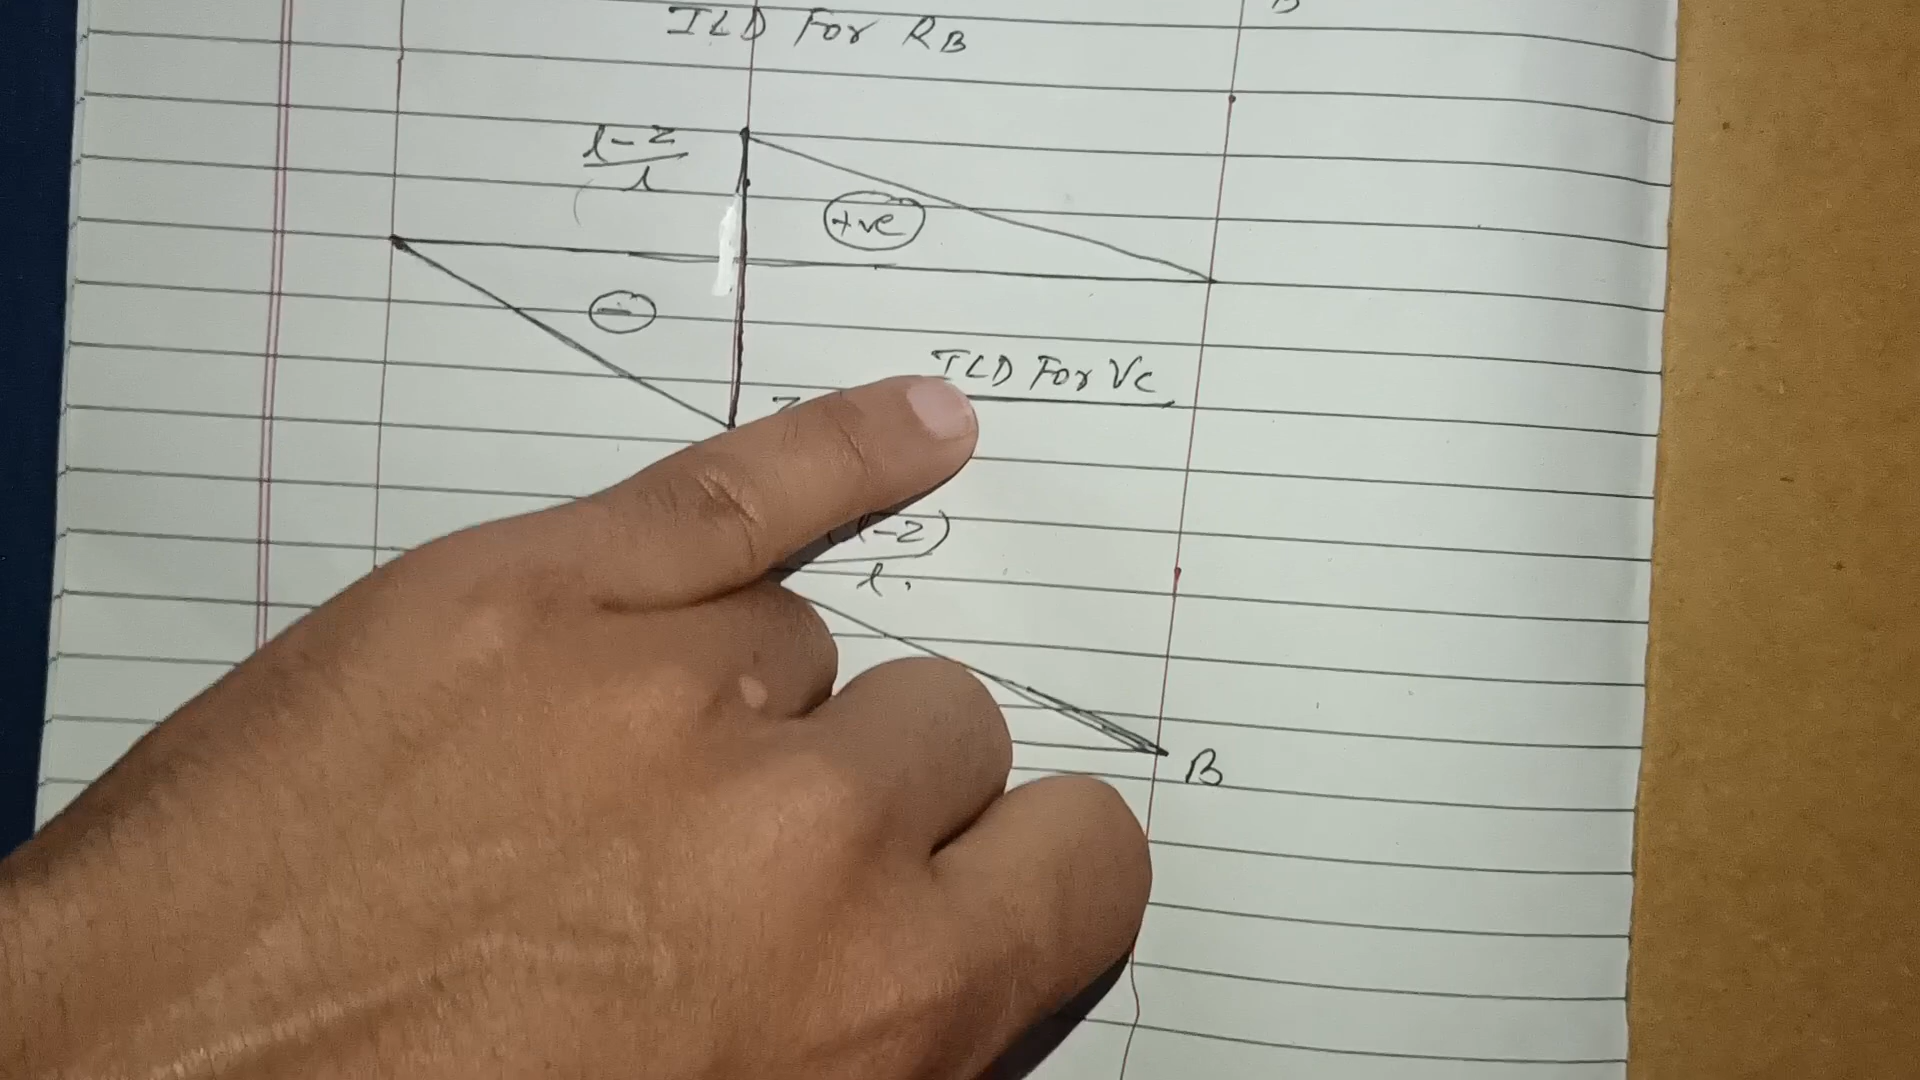 B
ILD For RB
l-z
l
+ve
-
ILD For Vc
z
(l-z)
l.
B